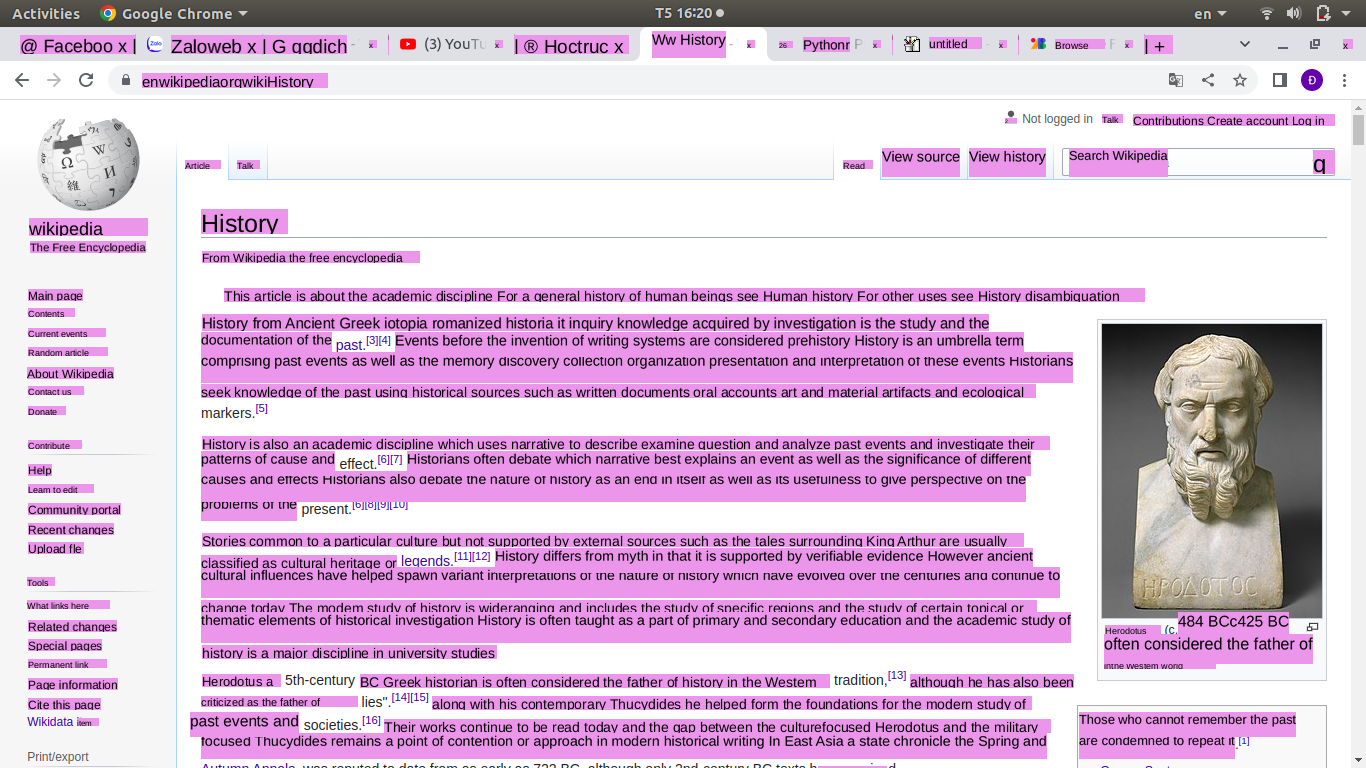 Activities Google Chrome T5 16:20 en
@ Faceboo x | Zalo Zaloweb x | G ggdich - x (3) YouTu x | ® Hoctruc x Ww History - x 26 Pythonr P x untitled - x Browse F x | +
enwikipediaorgwikiHistory Đ
Not logged in Talk Contributions Create account Log in
Article Talk Read View source View history Search Wikipedia q
wikipedia
The Free Encyclopedia
Main page
Contents
Current events
Random article
About Wikipedia
Contact us
Donate
Contribute
Help
Learn to edit
Community portal
Recent changes
Upload fle
Tools
What links here
Related changes
Special pages
Permanent link
Page information
Cite this page
Wikidata item
Print/export
History
From Wikipedia the free encyclopedia
This article is about the academic discipline For a general history of human beings see Human history For other uses see History disambiguation
History from Ancient Greek iotopia romanized historia it inquiry knowledge acquired by investigation is the study and the
documentation of the past.[3][4] Events before the invention of writing systems are considered prehistory History is an umbrella term
comprising past events as well as the memory discovery collection organization presentation and interpretation of these events Historians
seek knowledge of the past using historical sources such as written documents oral accounts art and material artifacts and ecological
markers.[5]
History is also an academic discipline which uses narrative to describe examine question and analyze past events and investigate their
patterns of cause and effect.[6][7] Historians often debate which narrative best explains an event as well as the significance of different
causes and effects Historians also debate the nature of history as an end in itself as well as its usefulness to give perspective on the
problems of the present.[6][8][9][10]
Stories common to a particular culture but not supported by external sources such as the tales surrounding King Arthur are usually
classified as cultural heritage or legends.[11][12] History differs from myth in that it is supported by verifiable evidence However ancient
cultural influences have helped spawn variant interpretations of the nature of history which have evolved over the centuries and continue to
change today The modem study of history is wideranging and includes the study of specific regions and the study of certain topical or
thematic elements of historical investigation History is often taught as a part of primary and secondary education and the academic study of
history is a major discipline in university studies
Herodotus a 5th-century BC Greek historian is often considered the father of history in the Western tradition,[13] although he has also been
criticized as the father of lies".[14][15] along with his contemporary Thucydides he helped form the foundations for the modern study of
past events and societies.[16] Their works continue to be read today and the gap between the culturefocused Herodotus and the military
focused Thucydides remains a point of contention or approach in modern historical writing In East Asia a state chronicle the Spring and
ΗΡΟΔΟΤΟΣ
Herodotus (c. 484 BCc425 BC
often considered the father of
inthe Westem world
Those who cannot remember the past
are condemned to repeat it.[1]